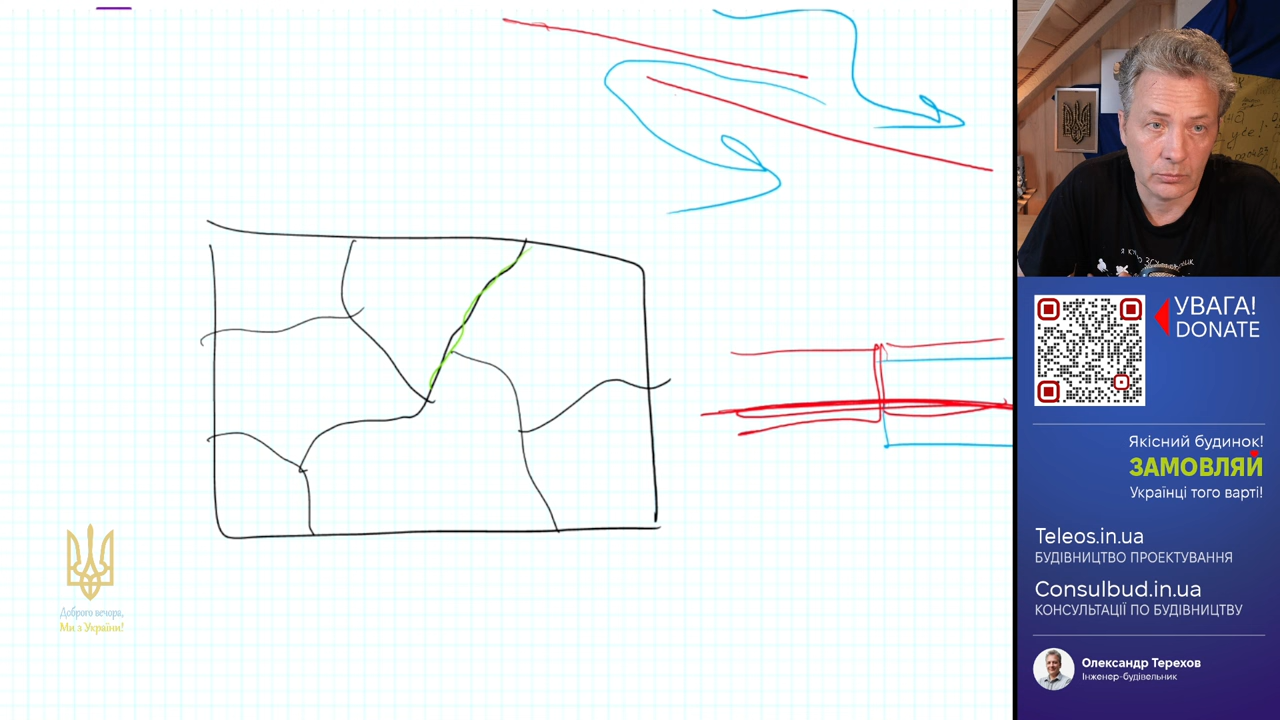 Доброго вечора,
Ми з України!
УВАГА!
DONATE
Якісний будинок!
ЗАМОВЛЯЙ
Українці того варті!
Teleos.in.ua
БУДІВНИЦТВО ПРОЕКТУВАННЯ
Consulbud.in.ua
КОНСУЛЬТАЦІЇ ПО БУДІВНИЦТВУ
Олександр Терехов
Інженер-будівельник